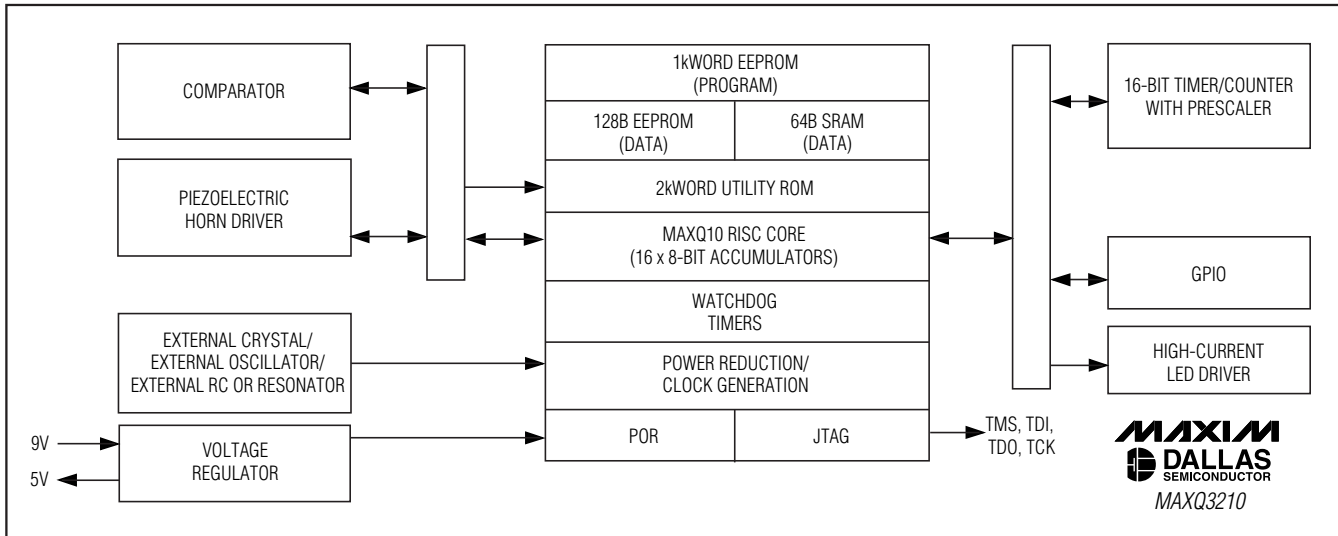 COMPARATOR
PIEZOELECTRIC
HORN DRIVER
EXTERNAL CRYSTAL/
EXTERNAL OSCILLATOR/
EXTERNAL RC OR RESONATOR
9V
5V
VOLTAGE
REGULATOR
1kWORD EEPROM
(PROGRAM)
128B EEPROM
(DATA)
64B SRAM
(DATA)
2kWORD UTILITY ROM
MAXQ10 RISC CORE
(16 x 8-BIT ACCUMULATORS)
WATCHDOG
TIMERS
POWER REDUCTION/
CLOCK GENERATION
POR
JTAG
TMS, TDI,
TDO, TCK
16-BIT TIMER/COUNTER
WITH PRESCALER
GPIO
HIGH-CURRENT
LED DRIVER
MAXIM
DALLAS
SEMICONDUCTOR
MAXQ3210